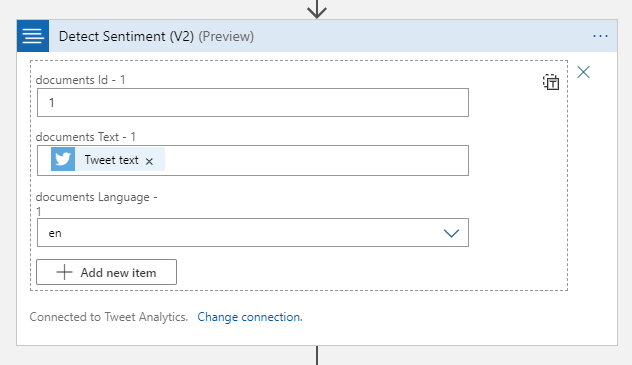 Detect Sentiment (V2) (Preview)
documents Id - 1
1
documents Text - 1
Tweet text
documents Language -
1
en
Add new item
Connected to Tweet Analytics. Change connection.